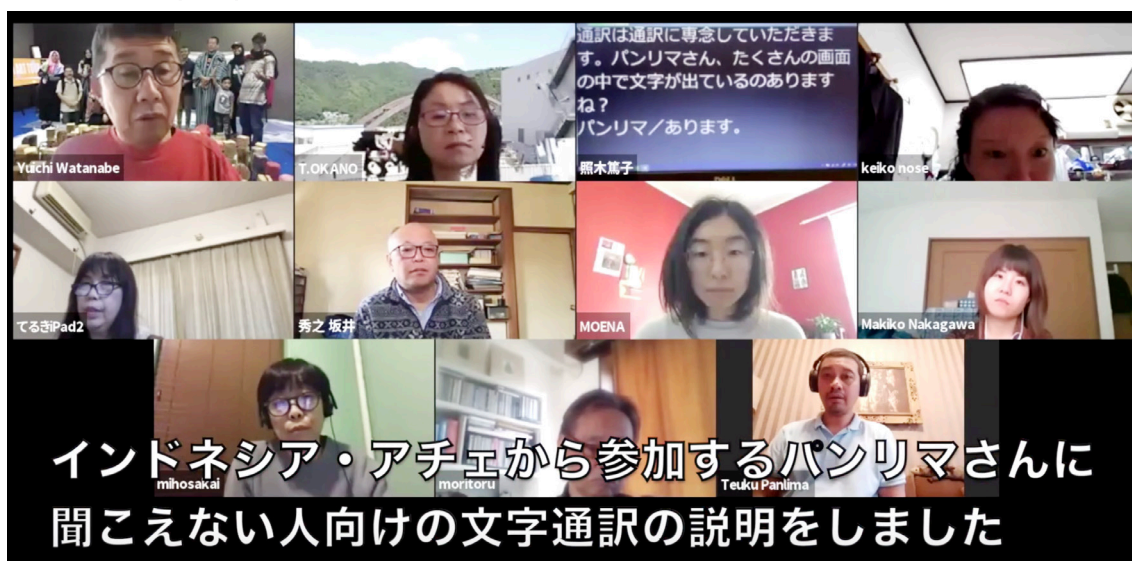 通訳は通訳に専念していただきま
す。パンリマさん、たくさんの画面
の中で文字が出ているのあります
ね？
パンリマ／あります。
Yuichi Watanabe
T.OKANO
照木篤子
keiko nose
てるきiPad2
秀之 坂井
MOENA
Makiko Nakagawa
mihosakai
moritoru
Teuku Panlima
インドネシア・アチェから参加するパンリマさんに
聞こえない人向けの文字通訳の説明をしました